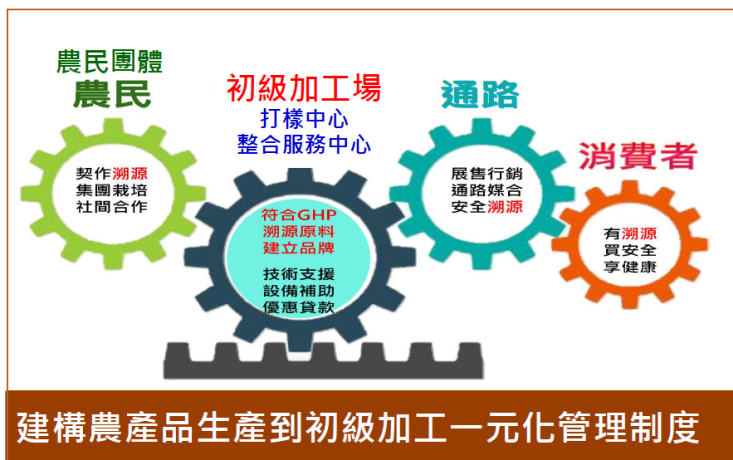 農民團體
農民
契作溯源
集團栽培
社間合作
初級加工場
打樣中心
整合服務中心
符合GHP
溯源原料
建立品牌
技術支援
設備補助
優惠貸款
通路
展售行銷
通路媒合
安全溯源
消費者
有溯源
買安全
享健康
建構農產品生產到初級加工一元化管理制度